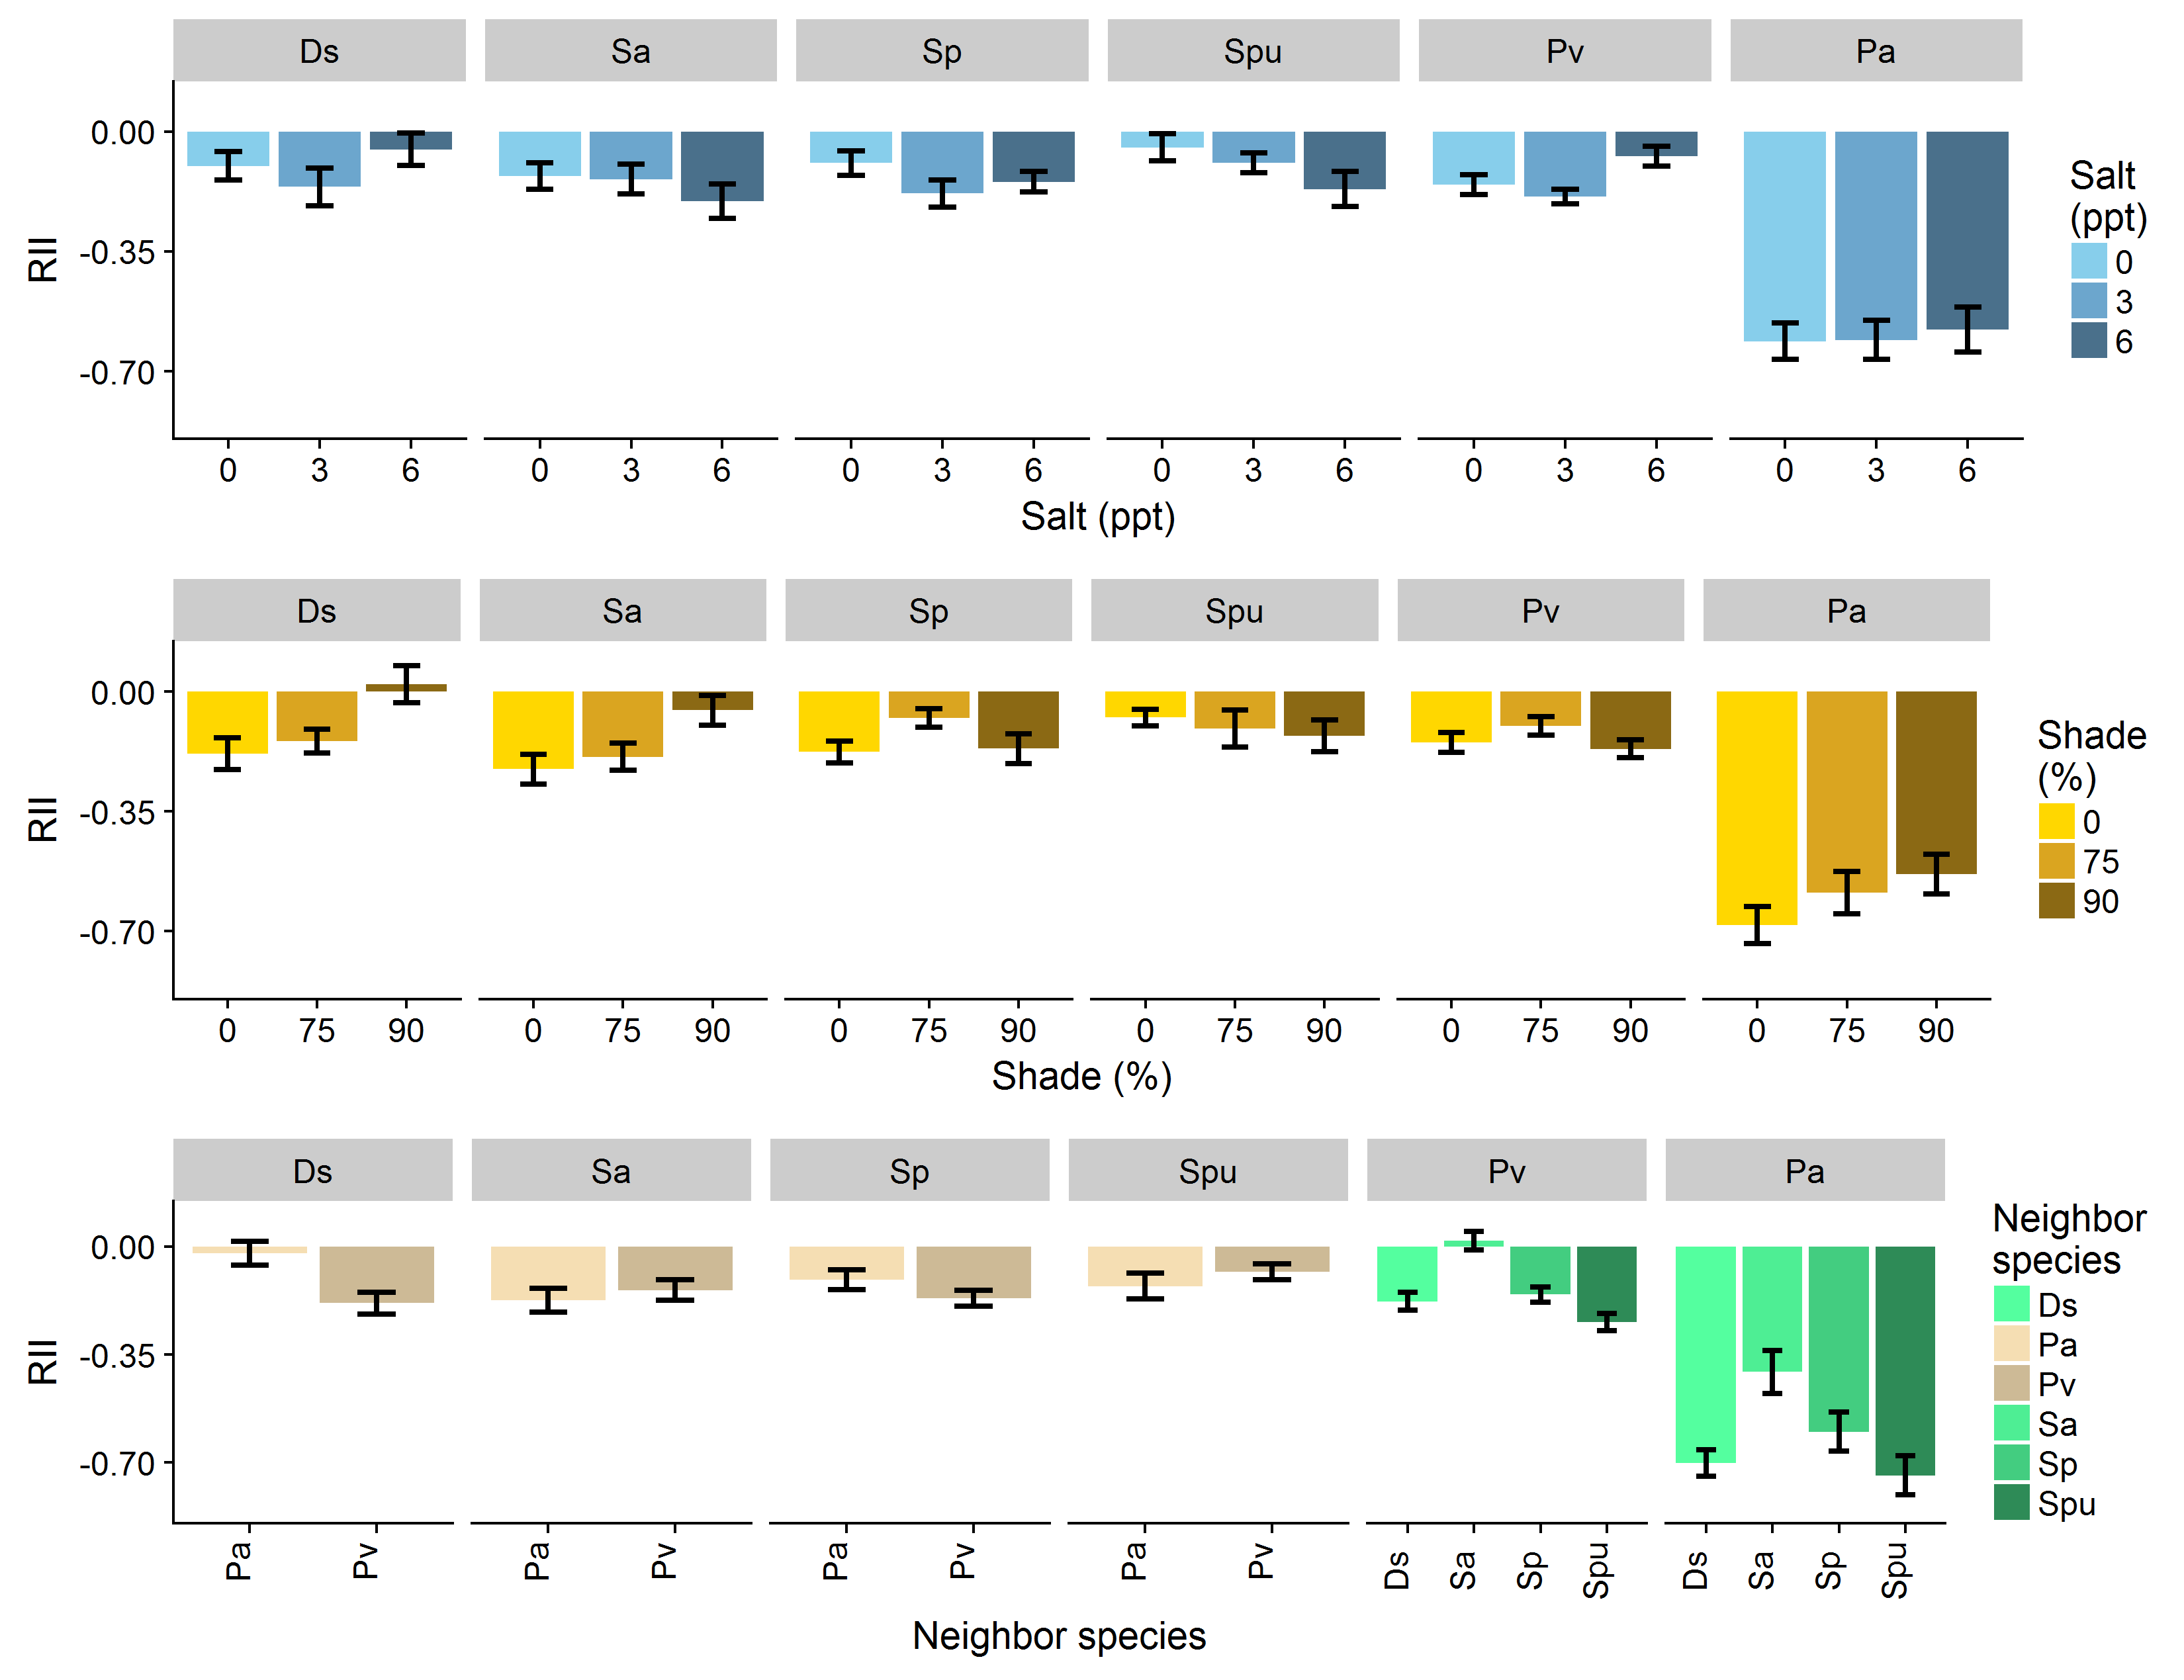 Ds Sa Sp Spu Pv Pa
0.00
-0.35
-0.70
RII
0 3 6 0 3 6 0 3 6 0 3 6 0 3 6 0 3 6
Salt (ppt)
Salt
(ppt)
0
3
6
Ds Sa Sp Spu Pv Pa
0.00
-0.35
-0.70
RII
0 75 90 0 75 90 0 75 90 0 75 90 0 75 90 0 75 90
Shade (%)
Shade
(%)
0
75
90
Ds Sa Sp Spu Pv Pa
0.00
-0.35
-0.70
RII
Pa Pv Pa Pv Pa Pv Pa Pv Ds Sa Sp Spu Ds Sa Sp Spu
Neighbor species
Neighbor
species
Ds
Pa
Pv
Sa
Sp
Spu